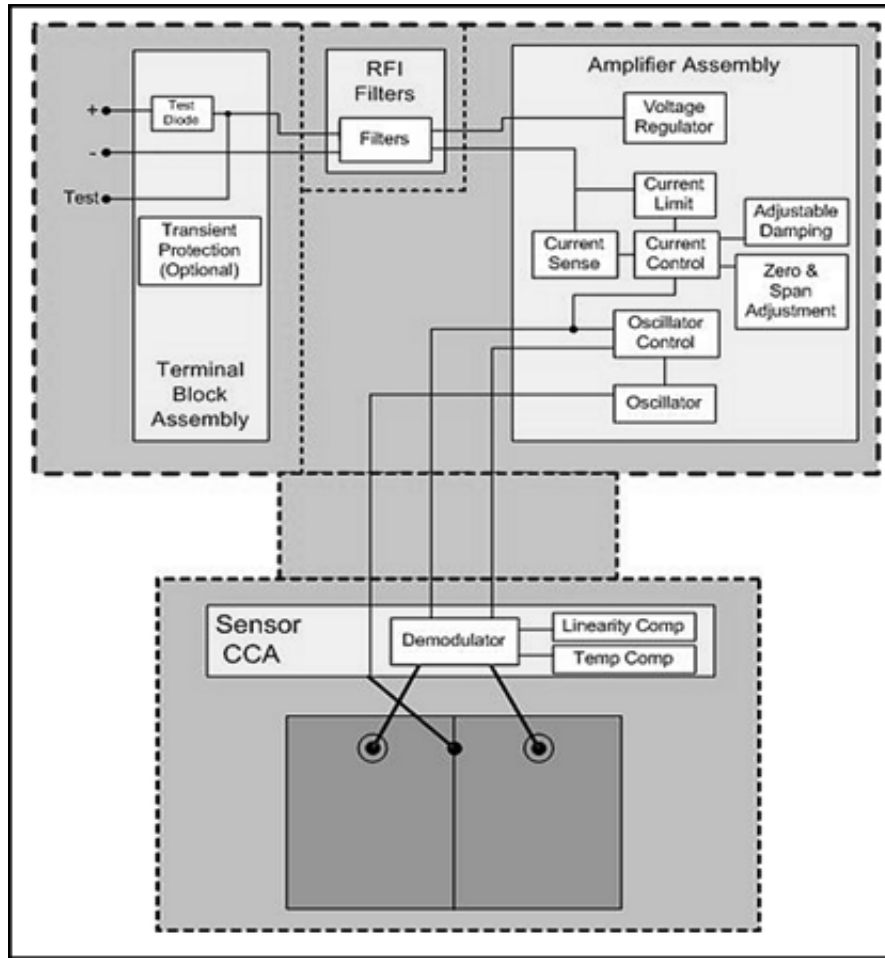 +
Test
Diode
-
Test
Transient
Protection
(Optional)
Terminal
Block
Assembly
RFI
Filters
Filters
Amplifier Assembly
Voltage
Regulator
Current
Limit
Current
Sense
Current
Control
Adjustable
Damping
Zero &
Span
Adjustment
Oscillator
Control
Oscillator
Sensor
CCA
Demodulator
Linearity Comp
Temp Comp